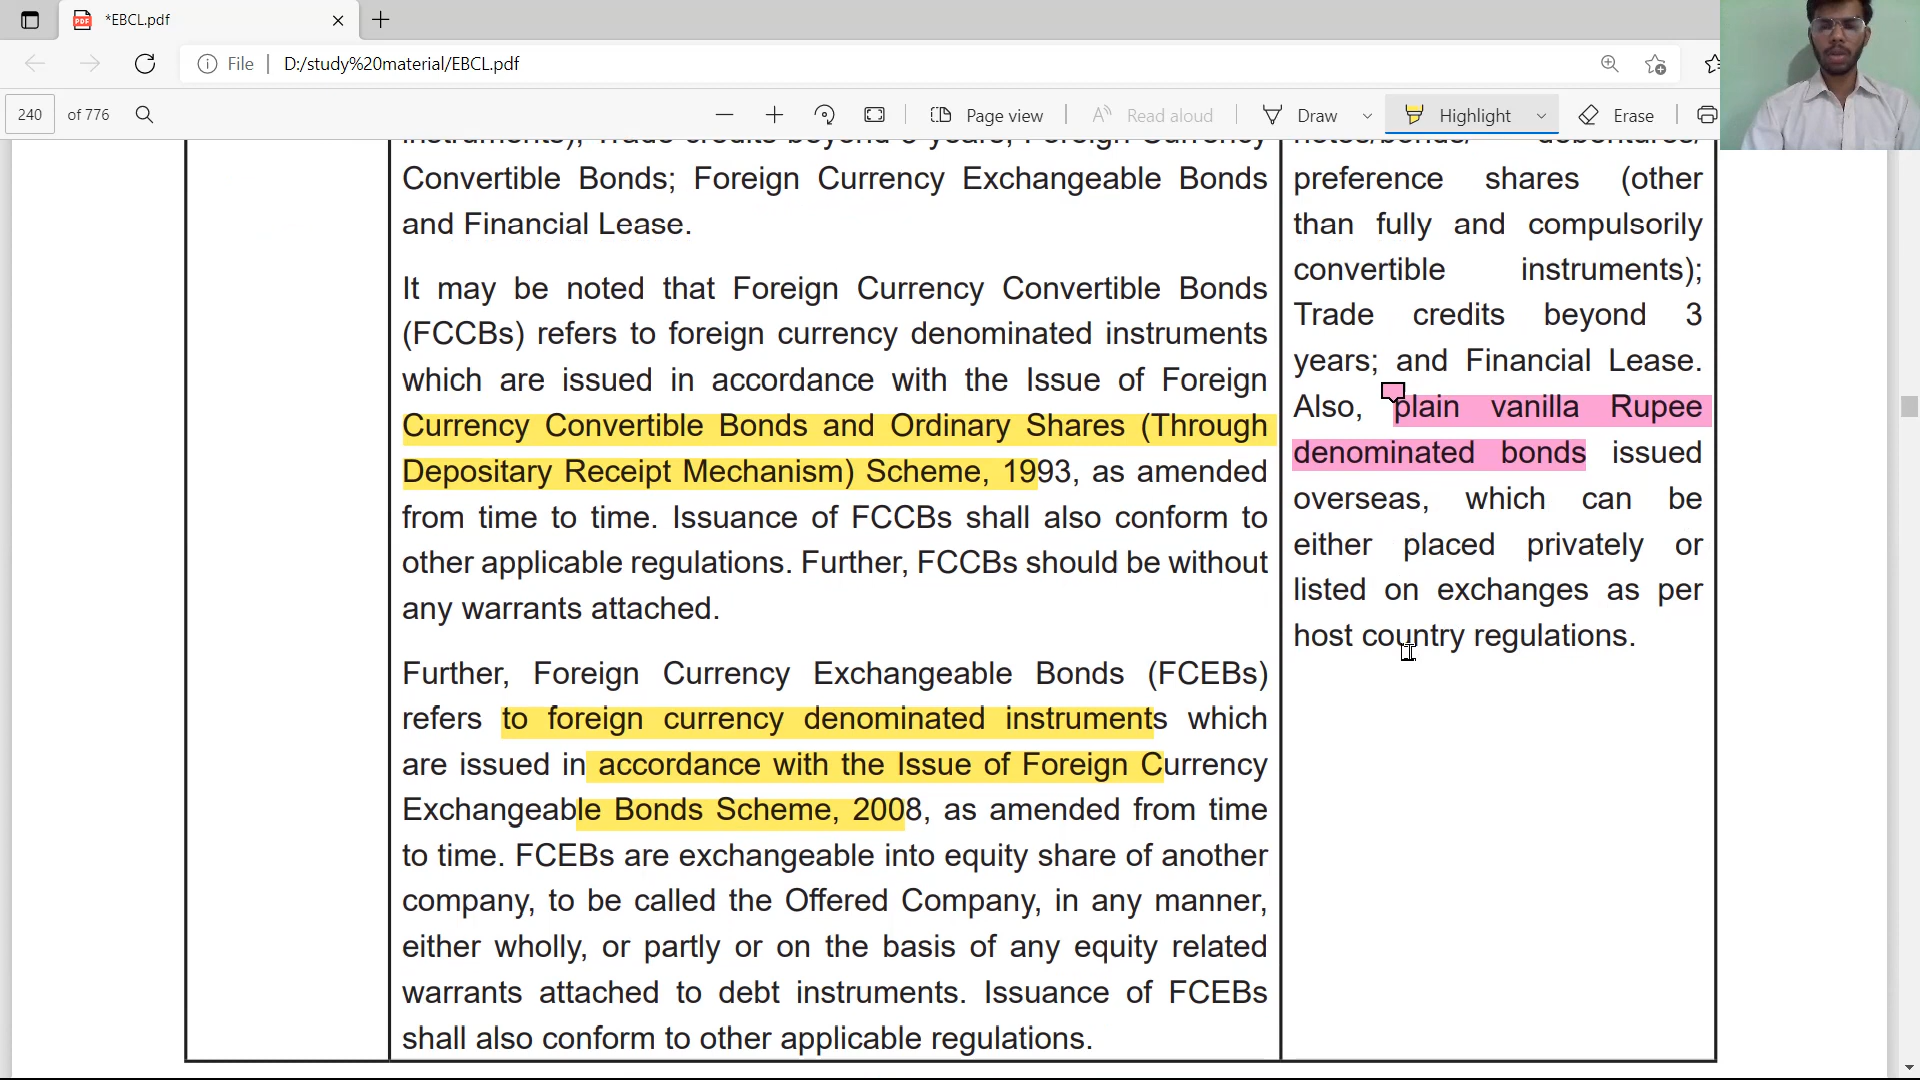 *EBCL.pdf
File
D:/study%20material/EBCL.pdf
240 of 776
Page view
Read aloud
Draw
Highlight
Erase
Convertible Bonds; Foreign Currency Exchangeable Bonds
and Financial Lease.
It may be noted that Foreign Currency Convertible Bonds
(FCCBs) refers to foreign currency denominated instruments
which are issued in accordance with the Issue of Foreign
Currency Convertible Bonds and Ordinary Shares (Through
Depositary Receipt Mechanism) Scheme, 1993, as amended
from time to time. Issuance of FCCBs shall also conform to
other applicable regulations. Further, FCCBs should be without
any warrants attached.
Further, Foreign Currency Exchangeable Bonds (FCEBs)
refers to foreign currency denominated instruments which
are issued in accordance with the Issue of Foreign Currency
Exchangeable Bonds Scheme, 2008, as amended from time
to time. FCEBs are exchangeable into equity share of another
company, to be called the Offered Company, in any manner,
either wholly, or partly or on the basis of any equity related
warrants attached to debt instruments. Issuance of FCEBs
shall also conform to other applicable regulations.
preference shares (other
than fully and compulsorily
convertible instruments);
Trade credits beyond 3
years; and Financial Lease.
Also, plain vanilla Rupee
denominated bonds issued
overseas, which can be
either placed privately or
listed on exchanges as per
host country regulations.